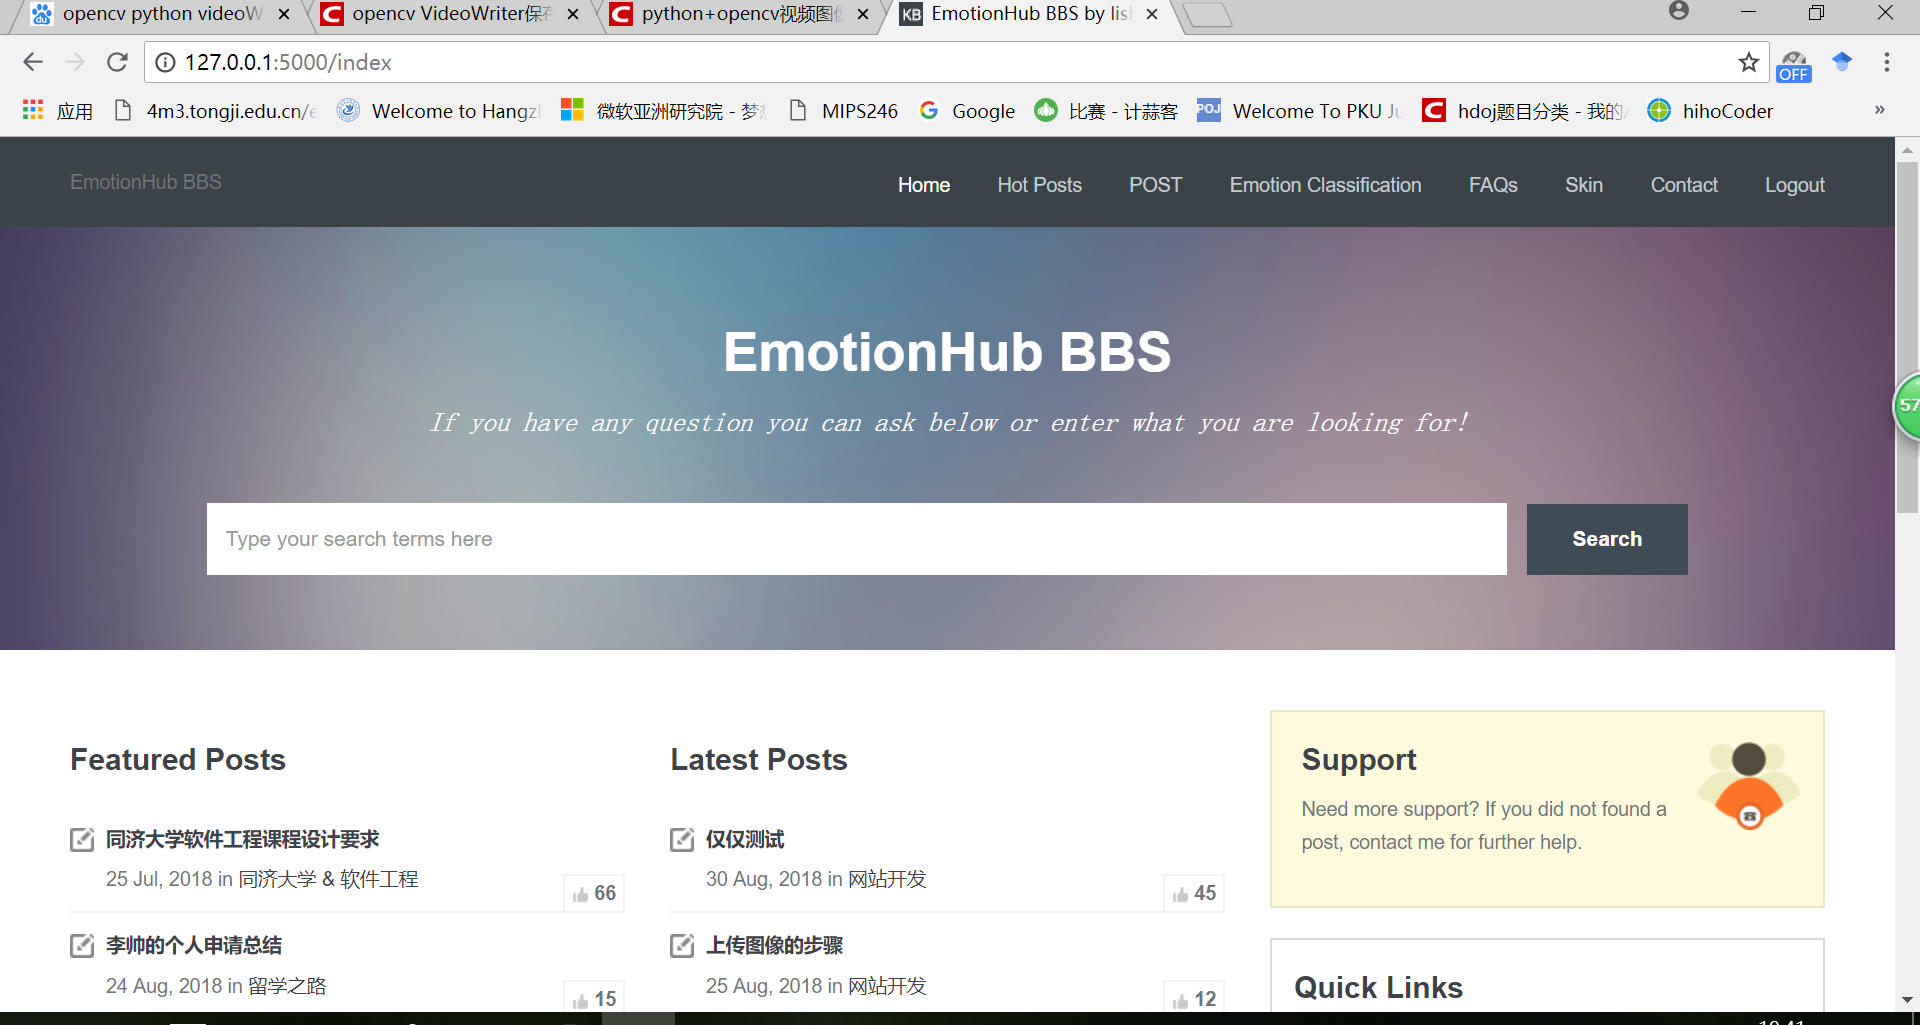 opencv python videoW
opencv VideoWriter保存
python+opencv视频图像
EmotionHub BBS by lish
127.0.0.1:5000/index
OFF
应用
4m3.tongji.edu.cn/e
Welcome to Hangzh
微软亚洲研究院 - 梦想
MIPS246
Google
比赛 - 计蒜客
POJ
Welcome To PKU Ju
hdoj题目分类 - 我的A
hihoCoder
»
EmotionHub BBS
Home
Hot Posts
POST
Emotion Classification
FAQs
Skin
Contact
Logout
EmotionHub BBS
If you have any question you can ask below or enter what you are looking for!
Type your search terms here
Search
57
Featured Posts
同济大学软件工程课程设计要求
25 Jul, 2018 in 同济大学 & 软件工程
66
李帅的个人申请总结
24 Aug, 2018 in 留学之路
15
Latest Posts
仅仅测试
30 Aug, 2018 in 网站开发
45
上传图像的步骤
25 Aug, 2018 in 网站开发
12
Support
Need more support? If you did not found a
post, contact me for further help.
Quick Links